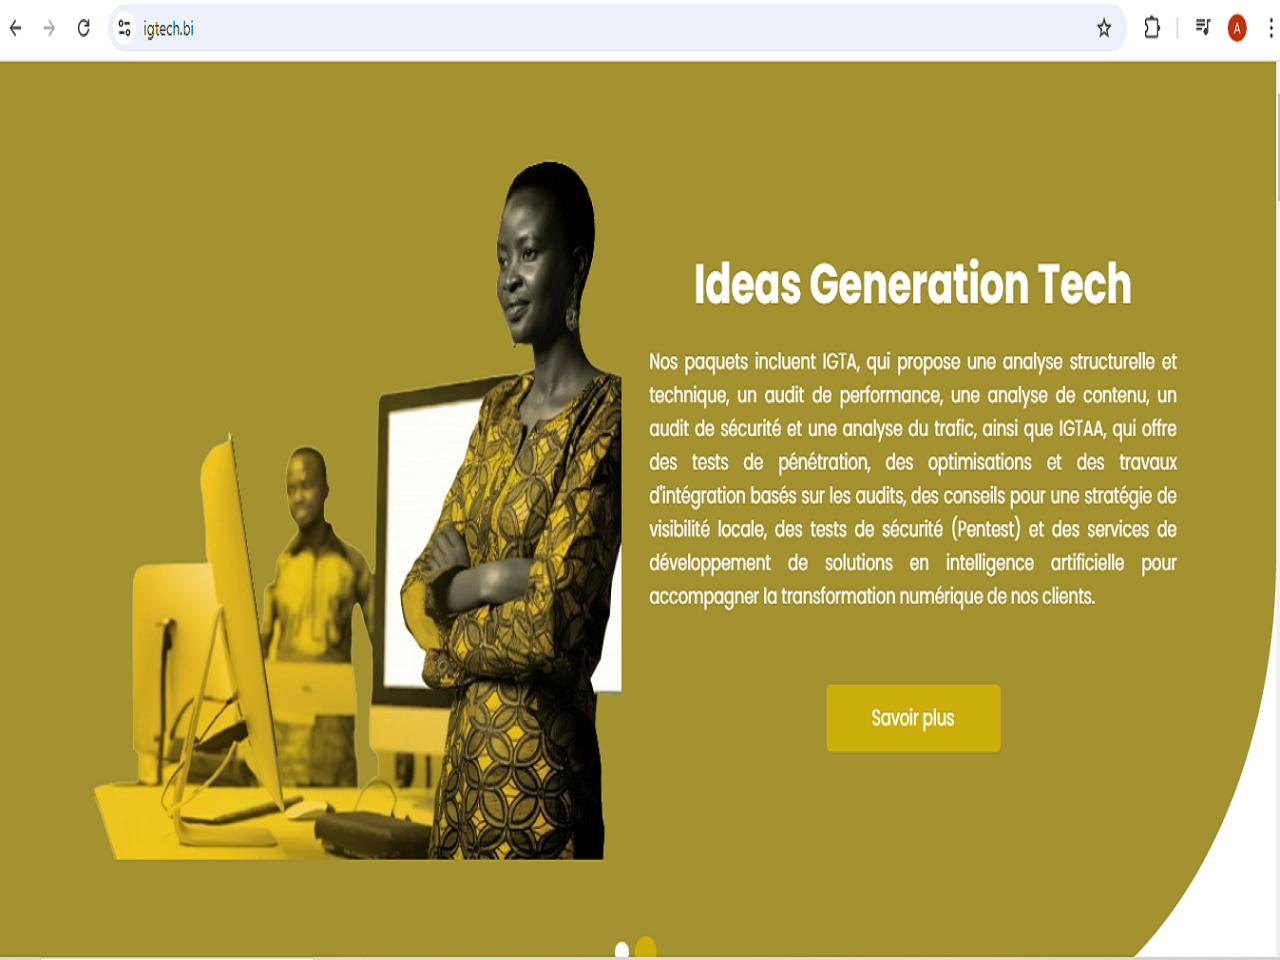 igtech.bi
A
Ideas Generation Tech
Nos paquets incluent IGTA, qui propose une analyse structurelle et
technique, un audit de performance, une analyse de contenu, un
audit de sécurité et une analyse du trafic, ainsi que IGTAA, qui offre
des tests de pénétration, des optimisations et des travaux
d'intégration basés sur les audits, des conseils pour une stratégie de
visibilité locale, des tests de sécurité (Pentest) et des services de
développement de solutions en intelligence artificielle pour
accompagner la transformation numérique de nos clients.
Savoir plus